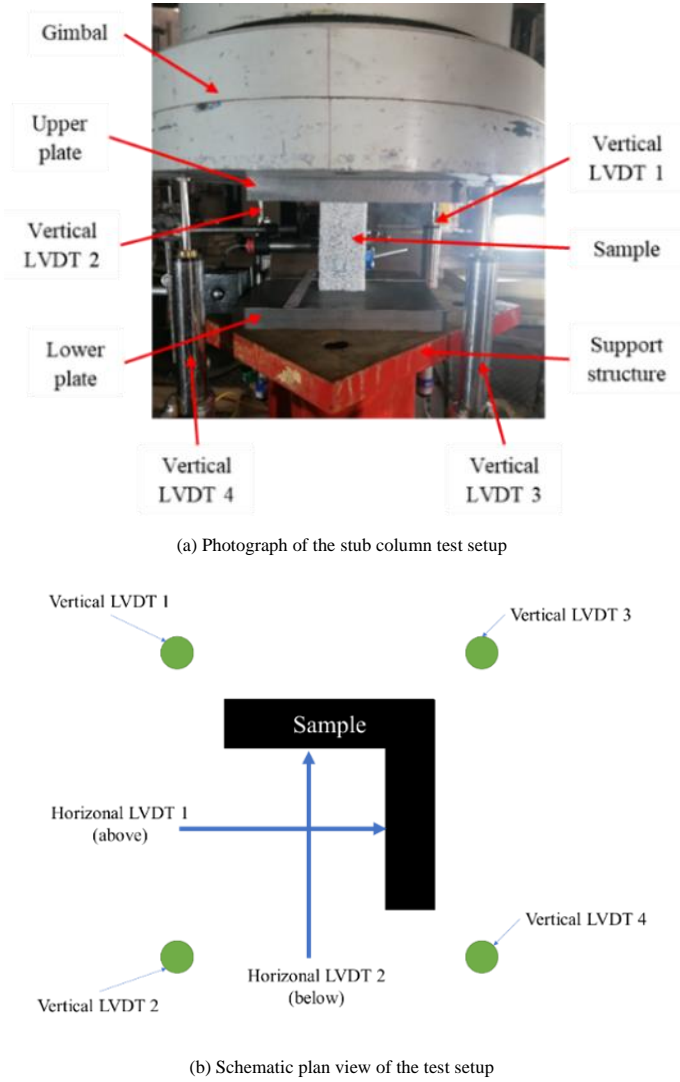 Gimbal
Upper
plate
Vertical
LVDT 1
Vertical
LVDT 2
Sample
Lower
plate
Support
structure
Vertical
LVDT 4
Vertical
LVDT 3
(a) Photograph of the stub column test setup
Vertical LVDT 1
Vertical LVDT 3
Sample
Horizonal LVDT 1
(above)
Vertical LVDT 4
Horizonal LVDT 2
(below)
Vertical LVDT 2
(b) Schematic plan view of the test setup